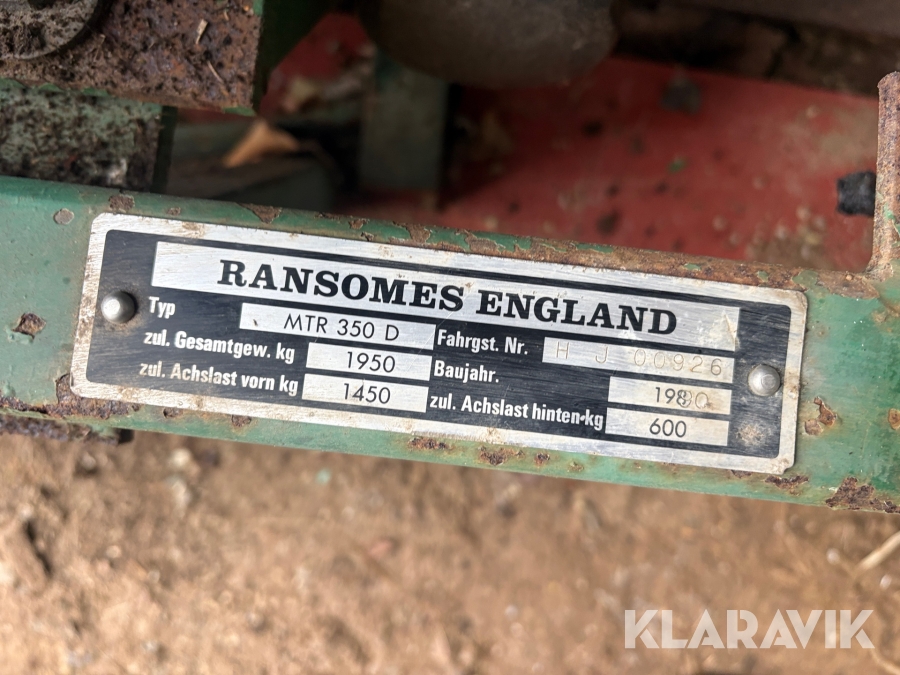 RANSOMES ENGLAND
Typ MTR 350 D Fahrgst. Nr. H J 00926
zul. Gesamtgew. kg 1950 Baujahr.
zul. Achslast vorn kg 1450 zul. Achslast hinten-kg 600
KLARAVIK